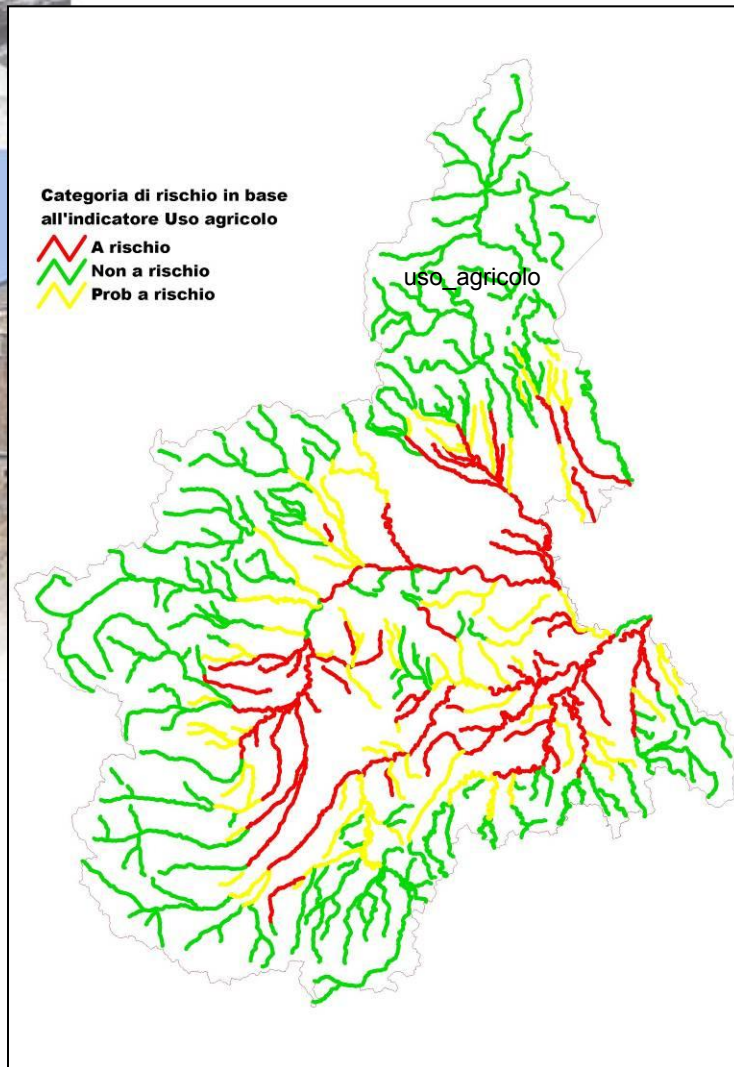 Categoria di rischio in base
all'indicatore Uso agricolo
A rischio
Non a rischio
Prob a rischio
uso_agricolo